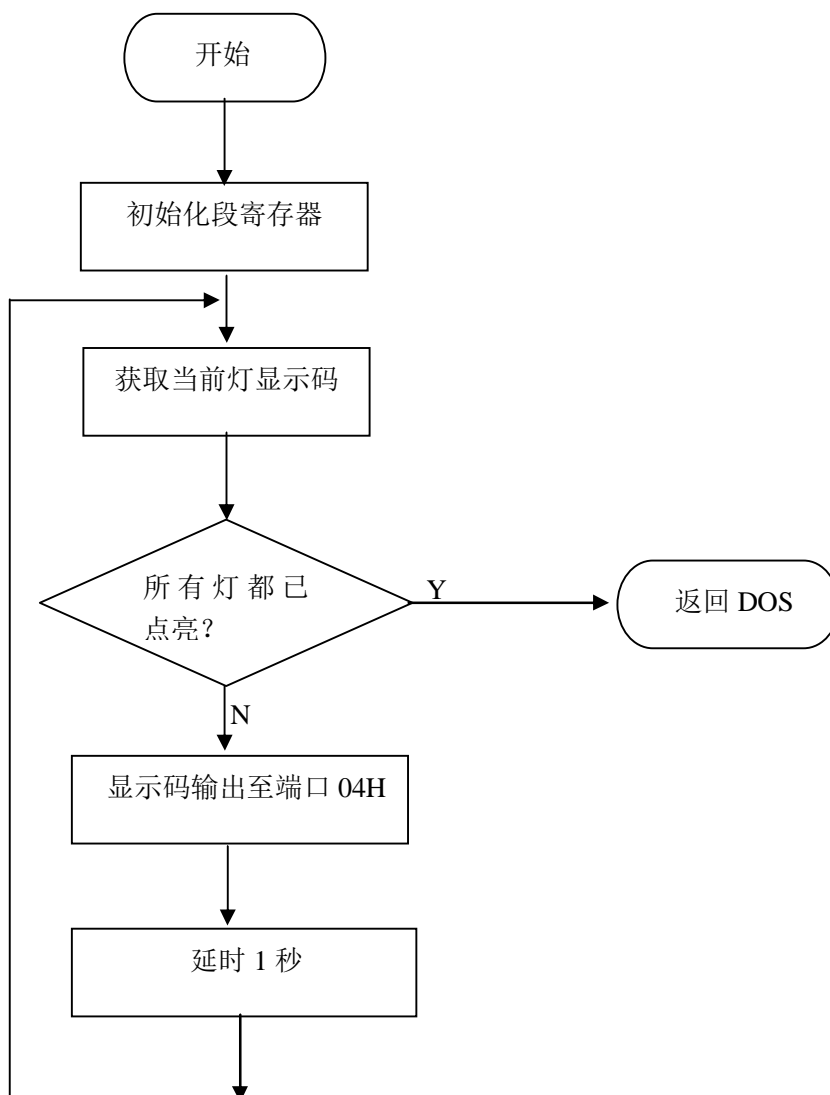 开始
初始化段寄存器
获取当前灯显示码
所有灯都已
点亮?
Y
返回 DOS
N
显示码输出至端口 04H
延时 1 秒